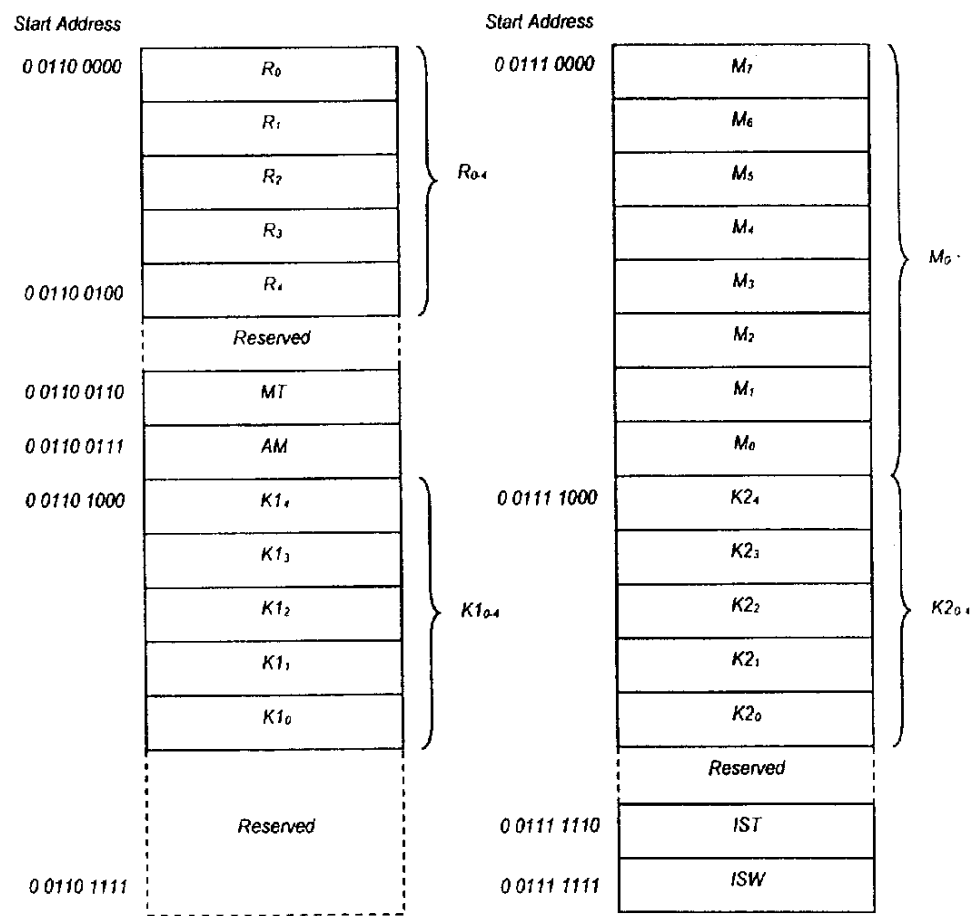 Start Address
0 0110 0000
R₀
R₁
R₂
R₃
0 0110 0100
R₄
R₀₋₄
Reserved
0 0110 0110
MT
0 0110 0111
AM
0 0110 1000
K1₄
K1₃
K1₂
K1₁
K1₀
K1₀₋₄
Reserved
0 0110 1111
Start Address
0 0111 0000
M₇
M₆
M₅
M₄
M₃
M₂
M₁
M₀
0 0111 1000
K2₄
K2₃
K2₂
K2₁
K2₀
K2₀₋₄
Reserved
0 0111 1110
IST
0 0111 1111
ISW